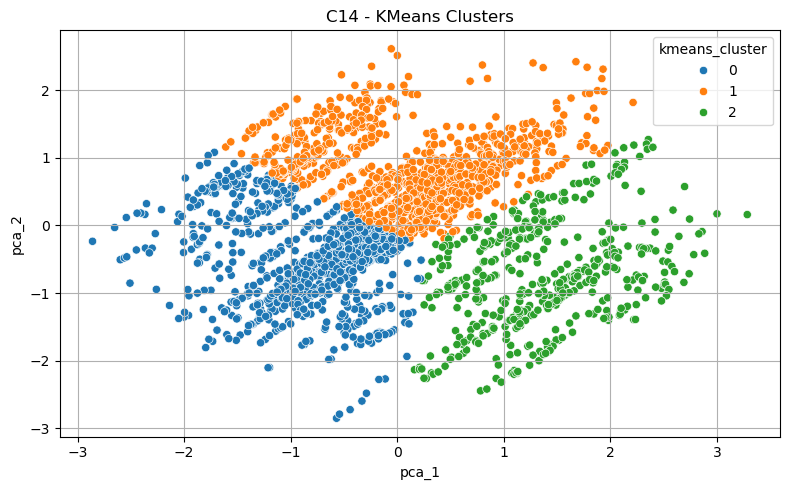 C14 - KMeans Clusters
kmeans_cluster
0
1
2
pca_2
2
1
0
−1
−2
−3
−3 −2 −1 0 1 2 3
pca_1